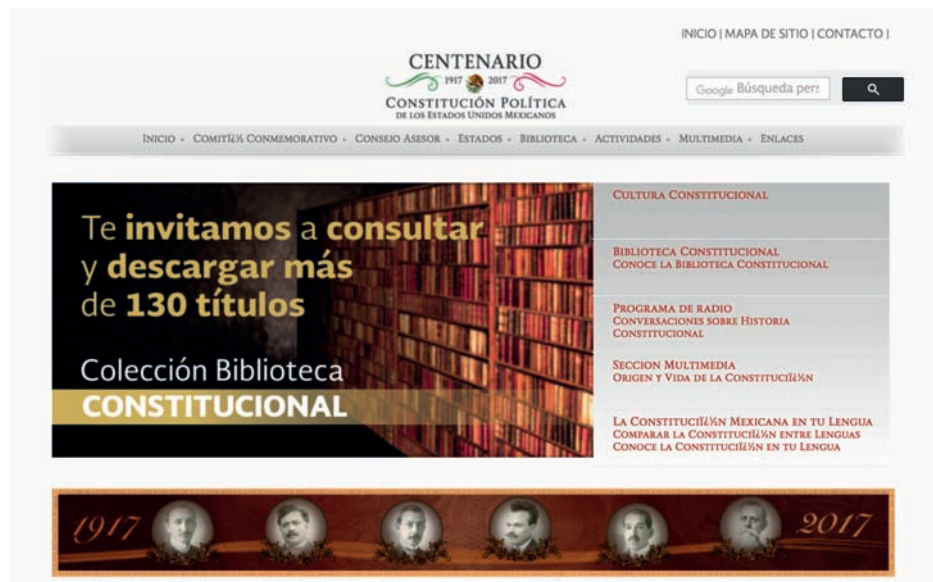 INICIO | MAPA DE SITIO | CONTACTO |
CENTENARIO
1917 2017
CONSTITUCIÓN POLÍTICA
DE LOS ESTADOS UNIDOS MEXICANOS
Google Búsqueda pers
INICIO COMITÏ¿½ CONMEMORATIVO CONSEJO ASESOR ESTADOS BIBLIOTECA ACTIVIDADES MULTIMEDIA ENLACES
Te invitamos a consultar
y descargar más
de 130 títulos
Colección Biblioteca
CONSTITUCIONAL
CULTURA CONSTITUCIONAL
BIBLIOTECA CONSTITUCIONAL
CONOCE LA BIBLIOTECA CONSTITUCIONAL
PROGRAMA DE RADIO
CONVERSACIONES SOBRE HISTORIA
CONSTITUCIONAL
SECCION MULTIMEDIA
ORIGEN Y VIDA DE LA CONSTITUCIÏ¿½N
LA CONSTITUCIÏ¿½N MEXICANA EN TU LENGUA
COMPARAR LA CONSTITUCIÏ¿½N ENTRE LENGUAS
CONOCE LA CONSTITUCIÏ¿½N EN TU LENGUA
1917 2017